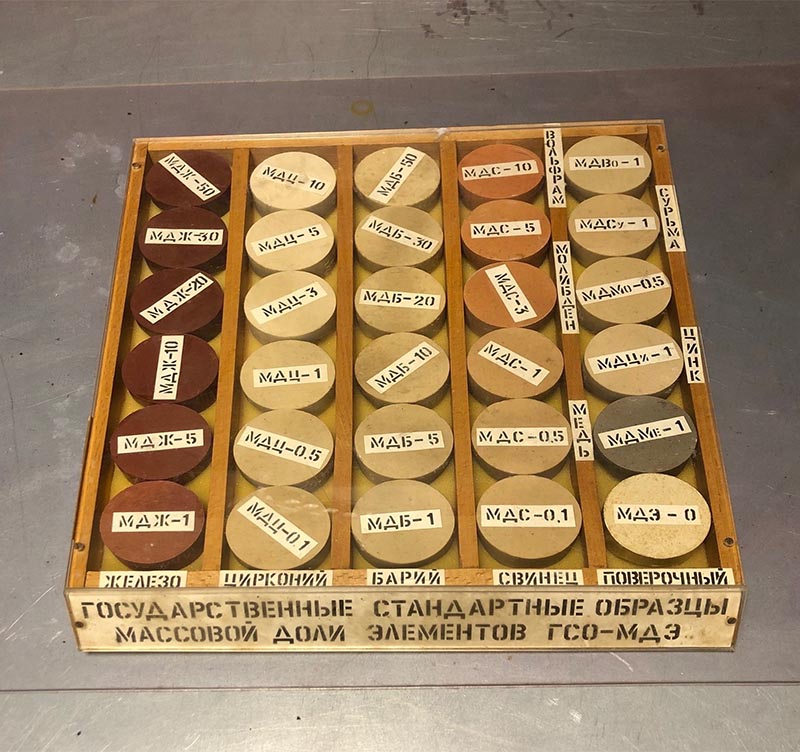 МДЖ-50
МДЦ-10
МДБ-50
МДС-10
ВОЛЬФРАМ
МДВо-1
МДЖ-30
МДЦ-5
МДБ-30
МДС-5
МДСу-1
СУРЬМА
МДЖ-20
МДЦ-3
МДБ-20
МДС-3
МОЛИБДЕН
МДМо-0.5
МДЖ-10
МДЦ-1
МДБ-10
МДС-1
МДЦи-1
ЦИНК
МДЖ-5
МДЦ-0.5
МДБ-5
МДС-0.5
МЕДЬ
МДМе-1
МДЖ-1
МДЦ-0.1
МДБ-1
МДС-0.1
МДЭ-0
ЖЕЛЕЗО ЦИРКОНИЙ БАРИЙ СВИНЕЦ ПОВЕРОЧНЫЙ
ГОСУДАРСТВЕННЫЕ СТАНДАРТНЫЕ ОБРАЗЦЫ
МАССОВОЙ ДОЛИ ЭЛЕМЕНТОВ ГСО-МДЭ